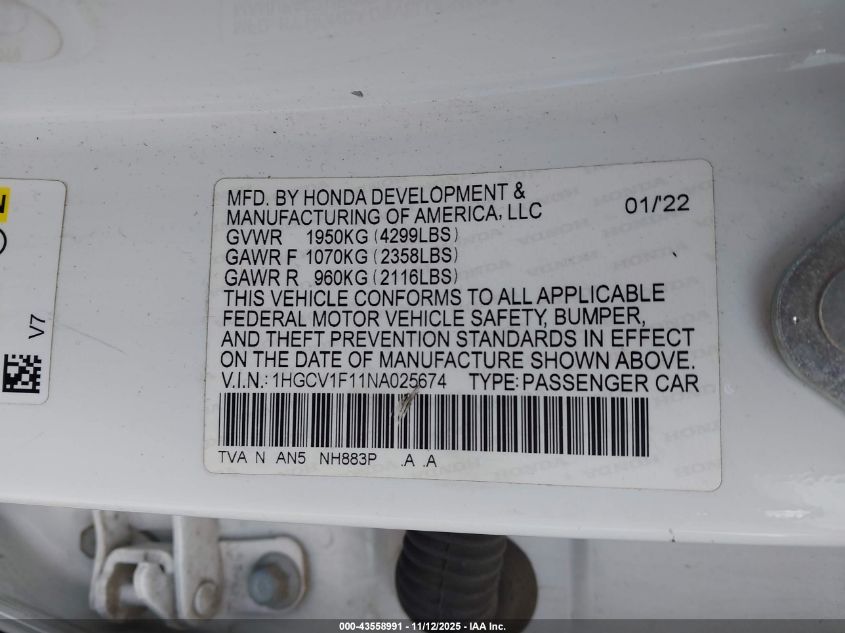 MFD. BY HONDA DEVELOPMENT &
MANUFACTURING OF AMERICA, LLC 01/'22
GVWR 1950KG (4299LBS)
GAWR F 1070KG (2358LBS)
GAWR R 960KG (2116LBS)
THIS VEHICLE CONFORMS TO ALL APPLICABLE
FEDERAL MOTOR VEHICLE SAFETY, BUMPER,
AND THEFT PREVENTION STANDARDS IN EFFECT
ON THE DATE OF MANUFACTURE SHOWN ABOVE.
V.I.N.: 1HGCV1F11NA025674 TYPE: PASSENGER CAR
TVA N AN5 NH883P .A .A
V7
000-43558991 - 11/12/2025 - IAA Inc.